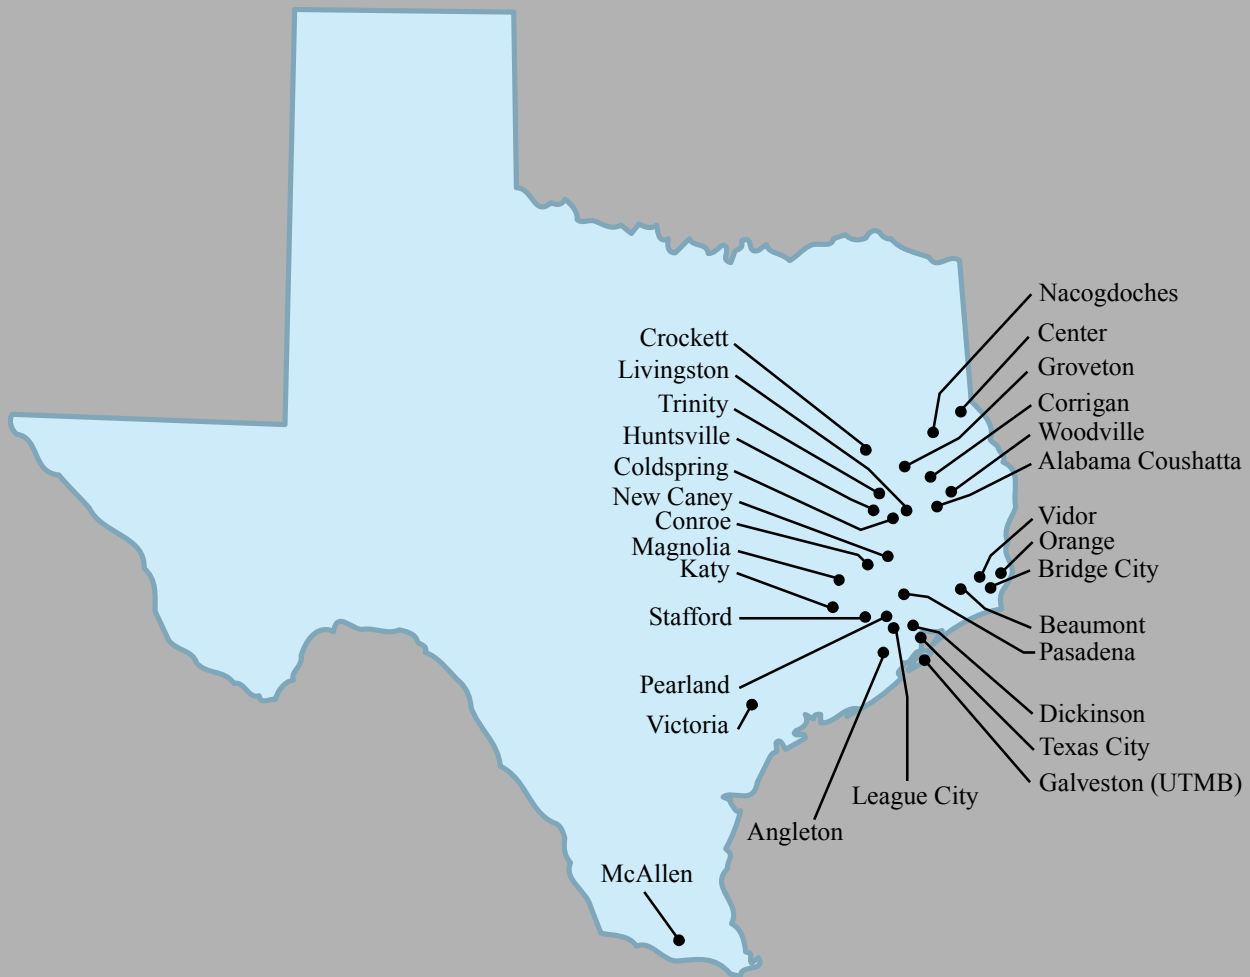 Nacogdoches
Center
Groveton
Corrigan
Woodville
Alabama Coushatta
Vidor
Orange
Bridge City
Beaumont
Pasadena
Dickinson
Texas City
Galveston (UTMB)
Crockett
Livingston
Trinity
Huntsville
Coldspring
New Caney
Conroe
Magnolia
Katy
Stafford
Pearland
Victoria
League City
Angleton
McAllen